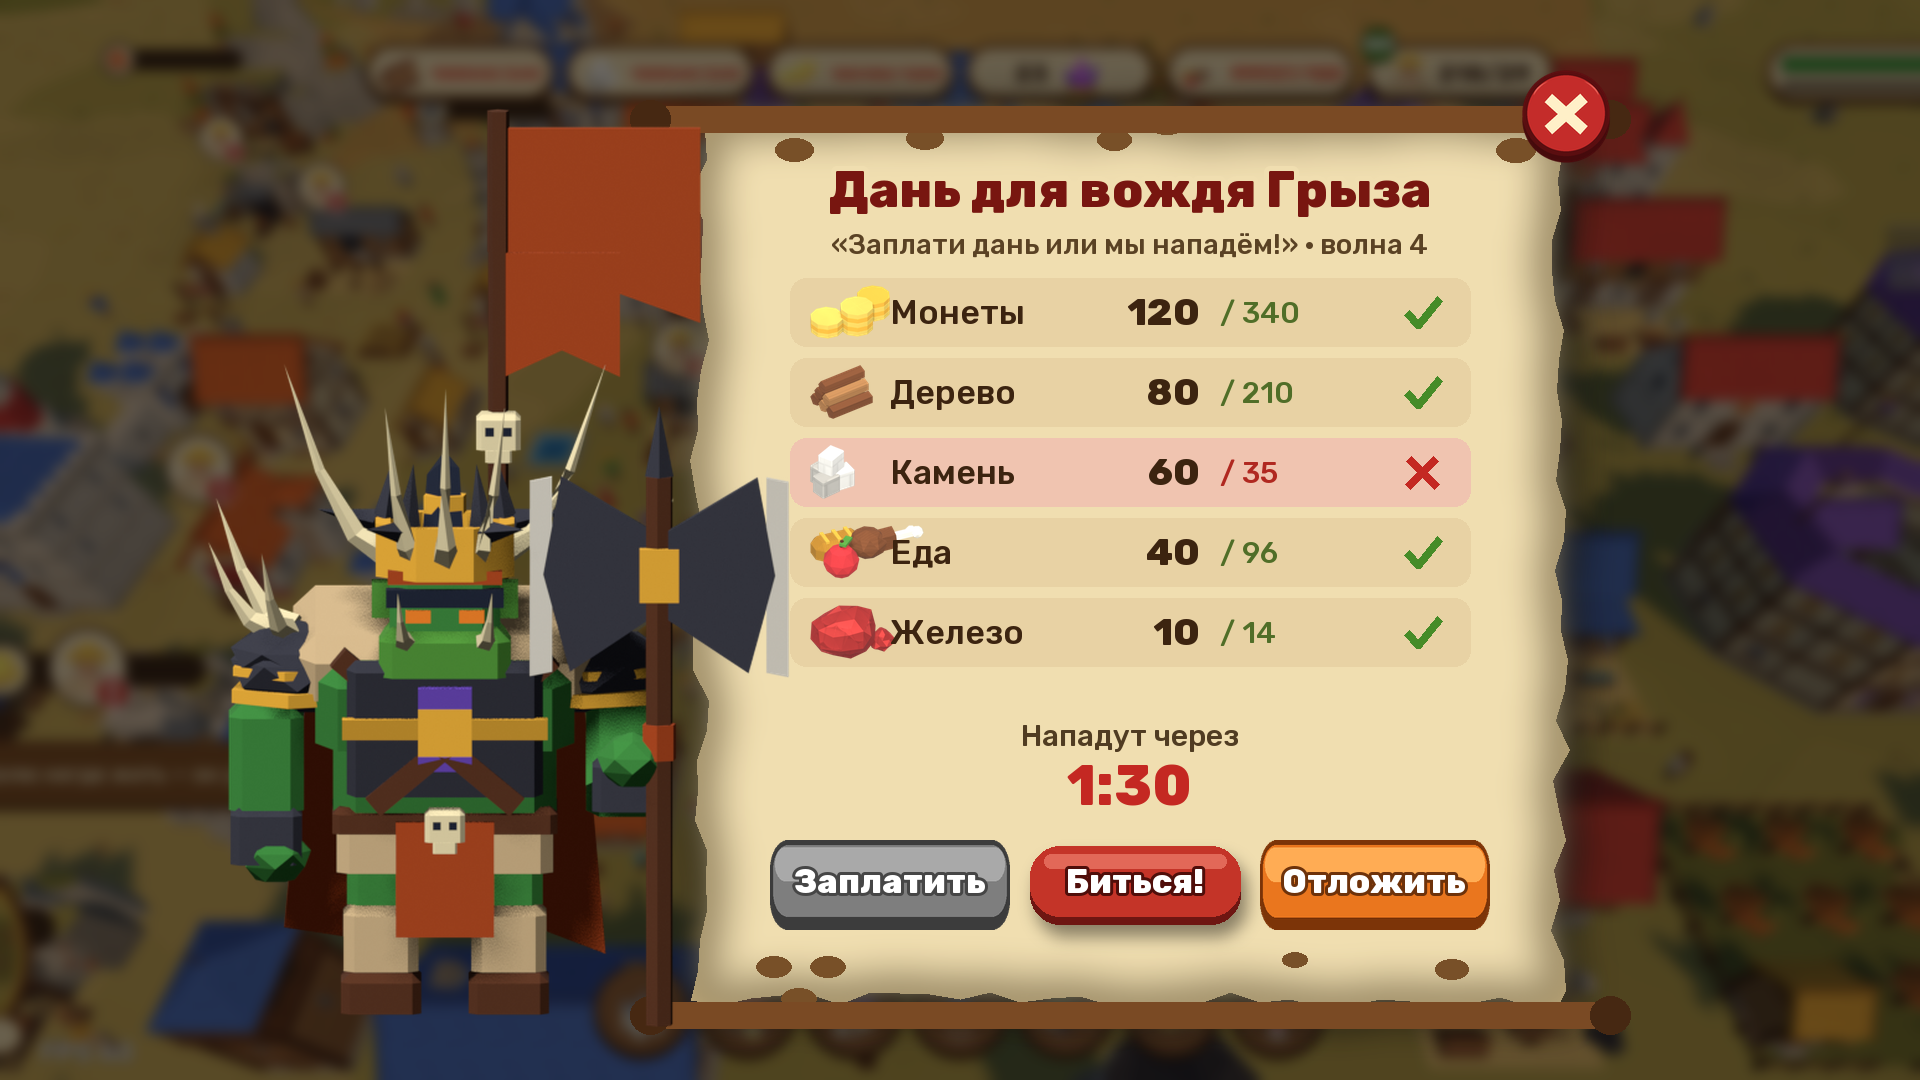 Дань для вождя Грыза
«Заплати дань или мы нападём!» • волна 4
Монеты 120 / 340
Дерево 80 / 210
Камень 60 / 35
Еда 40 / 96
Железо 10 / 14
Нападут через
1:30
Заплатить Биться! Отложить